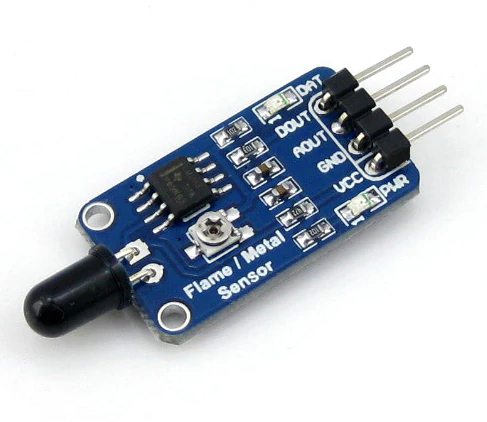 DAT
DOUT
AOUT
GND
VCC
PWR
Flame / Metal
Sensor